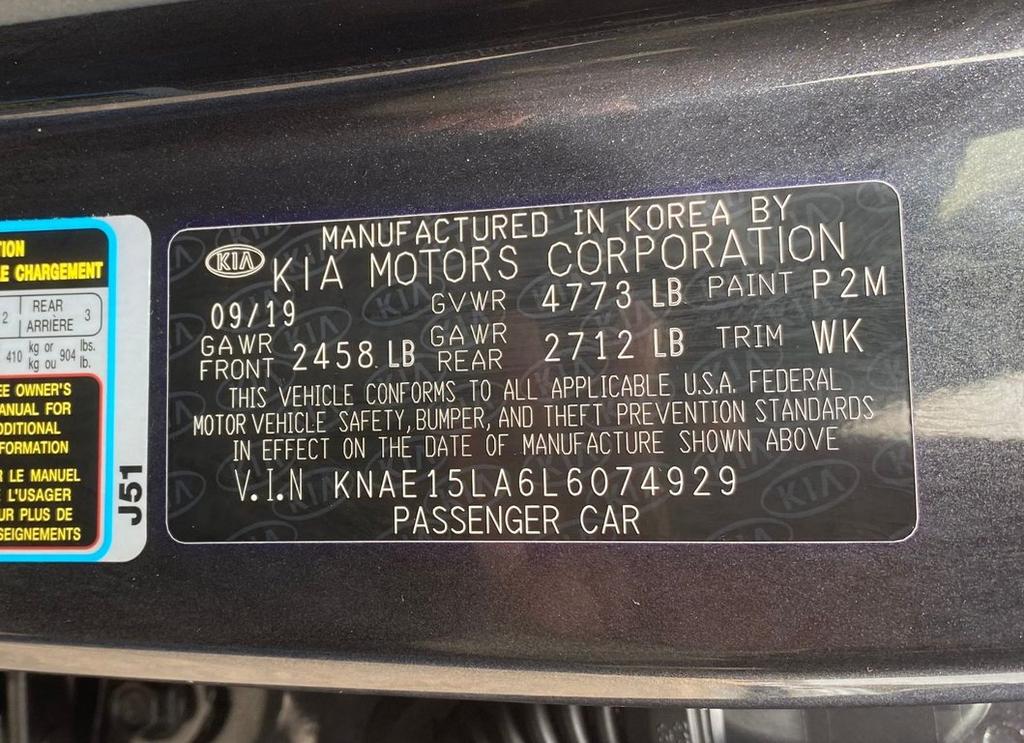 TION
E CHARGEMENT
2 REAR 3
ARRIÈRE
410 kg or 904 lbs.
kg ou lb.
EE OWNER'S
ANUAL FOR
DDITIONAL
FORMATION
R LE MANUEL
E L'USAGER
UR PLUS DE
SEIGNEMENTS
J51
MANUFACTURED IN KOREA BY
KIA KIA MOTORS CORPORATION
09/19 GVWR 4773 LB PAINT P2M
GAWR FRONT 2458 LB GAWR REAR 2712 LB TRIM WK
THIS VEHICLE CONFORMS TO ALL APPLICABLE U.S.A. FEDERAL
MOTOR VEHICLE SAFETY, BUMPER, AND THEFT PREVENTION STANDARDS
IN EFFECT ON THE DATE OF MANUFACTURE SHOWN ABOVE
V.I.N KNAE15LA6L6074929
PASSENGER CAR